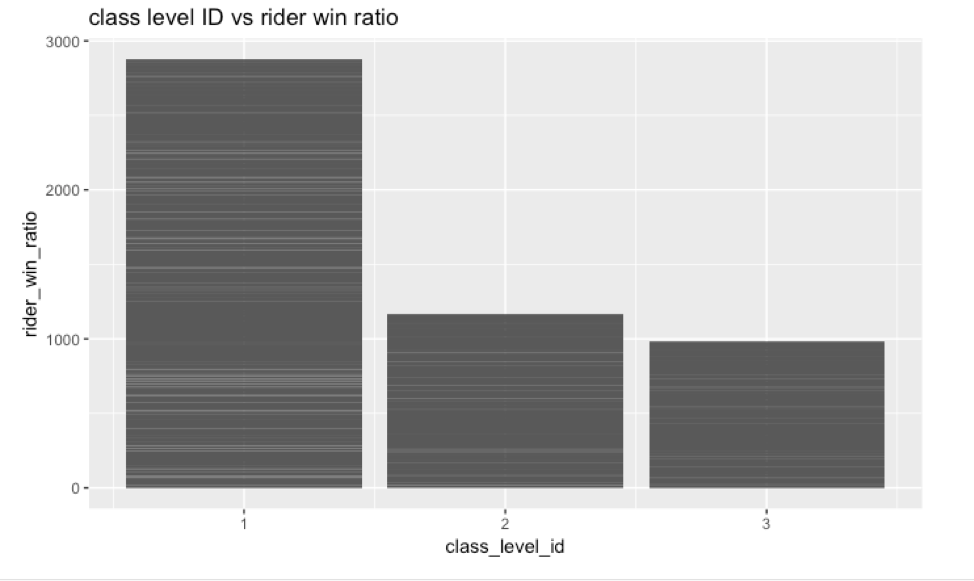 class level ID vs rider win ratio
3000
2000
1000
0
rider_win_ratio
1
2
3
class_level_id